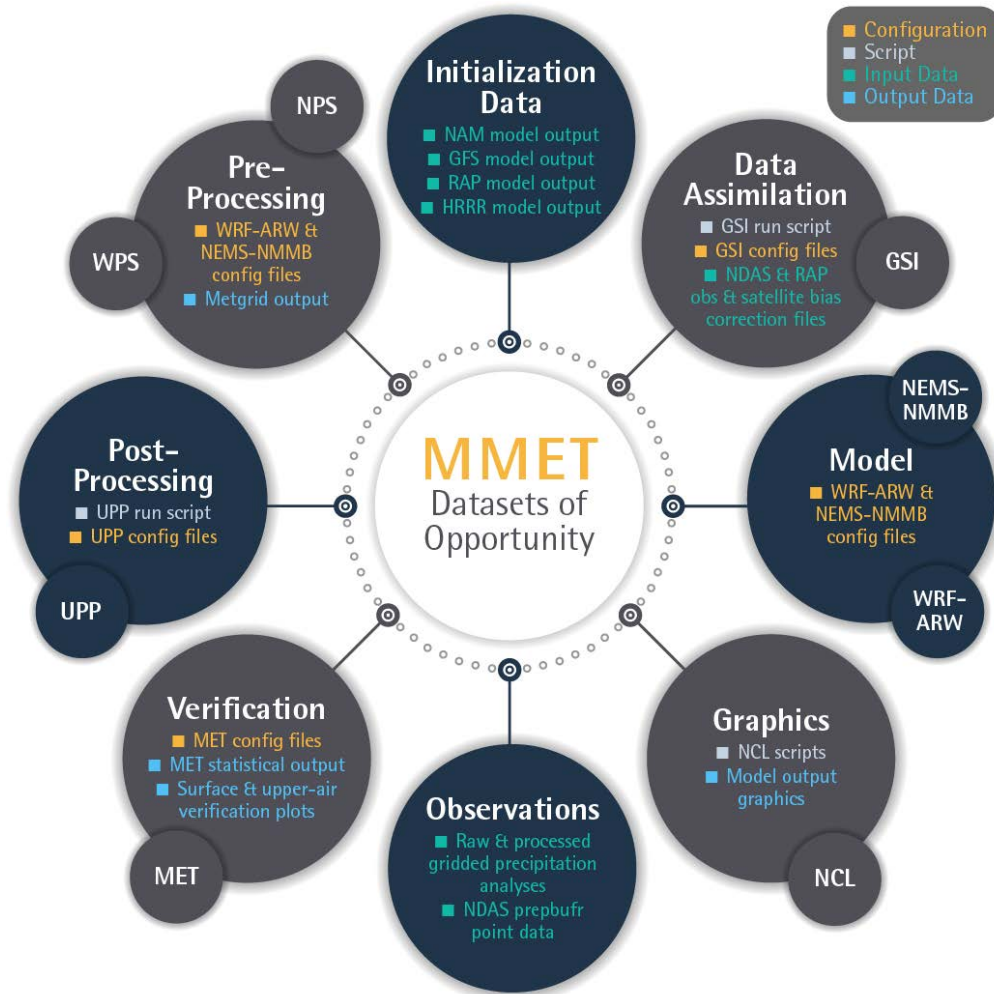 ■ Configuration
■ Script
■ Input Data
■ Output Data
Initialization
Data
■ NAM model output
■ GFS model output
■ RAP model output
■ HRRR model output
NPS
Pre-
Processing
■ WRF-ARW &
NEMS-NMMB
config files
■ Metgrid output
WPS
Data
Assimilation
■ GSI run script
■ GSI config files
■ NDAS & RAP
obs & satellite bias
correction files
GSI
Post-
Processing
■ UPP run script
■ UPP config files
UPP
MMET
Datasets of
Opportunity
NEMS-
NMMB
Model
■ WRF-ARW &
NEMS-NMMB
config files
WRF-
ARW
Verification
■ MET config files
■ MET statistical output
■ Surface & upper-air
verification plots
MET
Observations
■ Raw & processed
gridded precipitation
analyses
■ NDAS prepbufr
point data
Graphics
■ NCL scripts
■ Model output
graphics
NCL